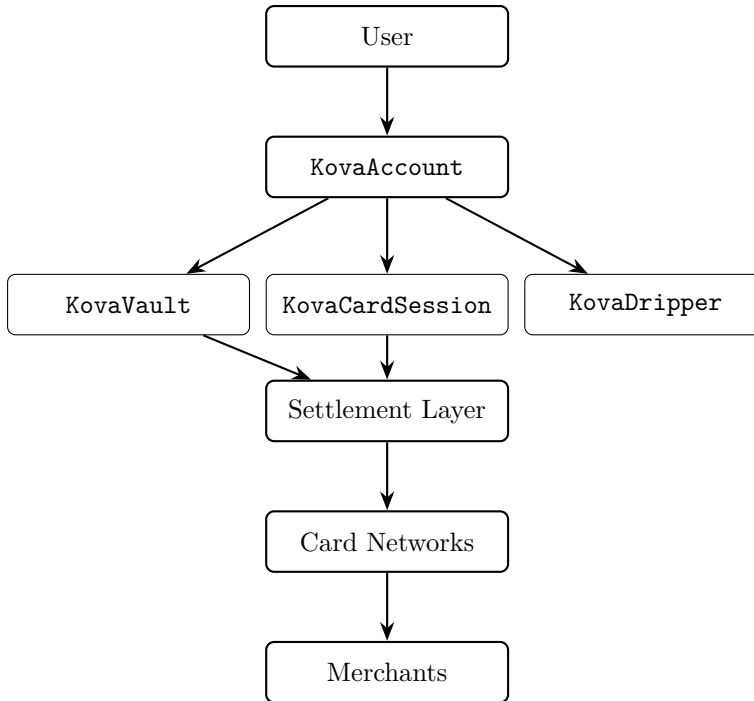 User
KovaAccount
KovaVault
KovaCardSession
KovaDripper
Settlement Layer
Card Networks
Merchants